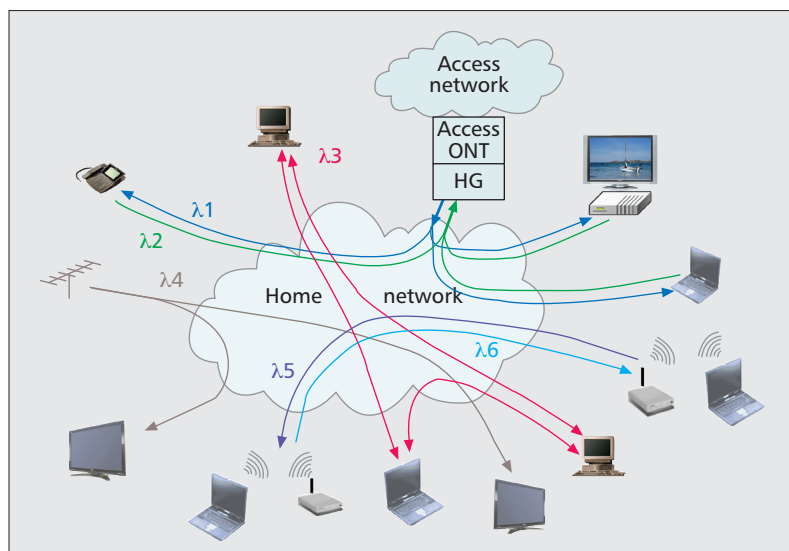 Access
network
Access
ONT
HG
λ3
λ1
λ2
λ4
Home network
λ6
λ5